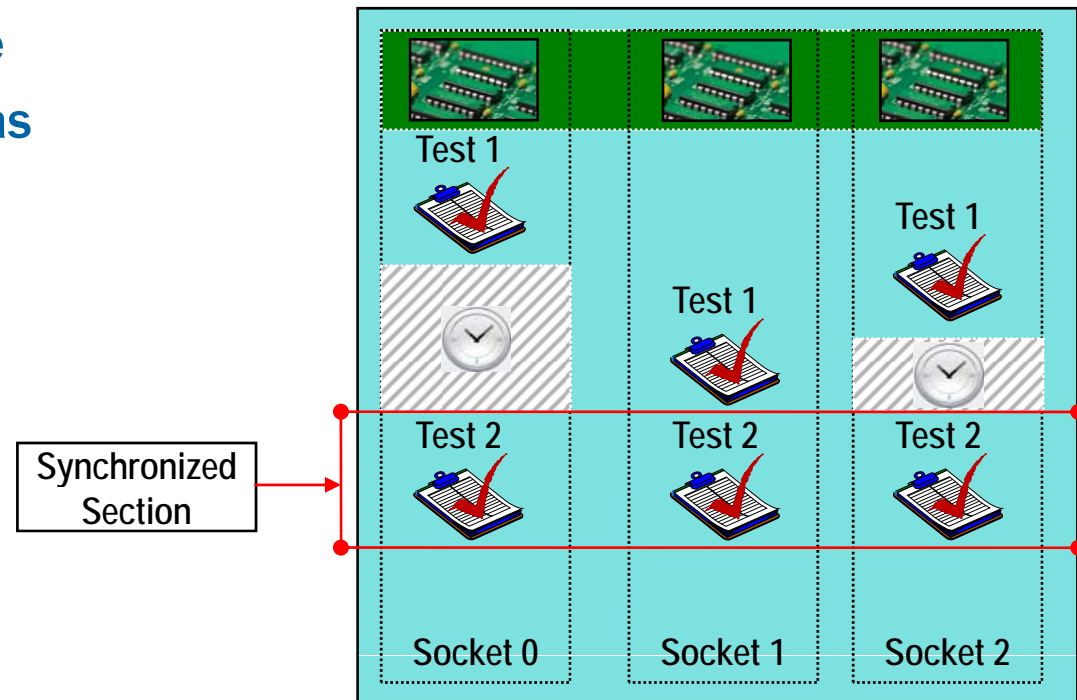 e
as
Test 1
Test 1
Test 1
Test 2 Test 2 Test 2
Synchronized
Section
Socket 0 Socket 1 Socket 2